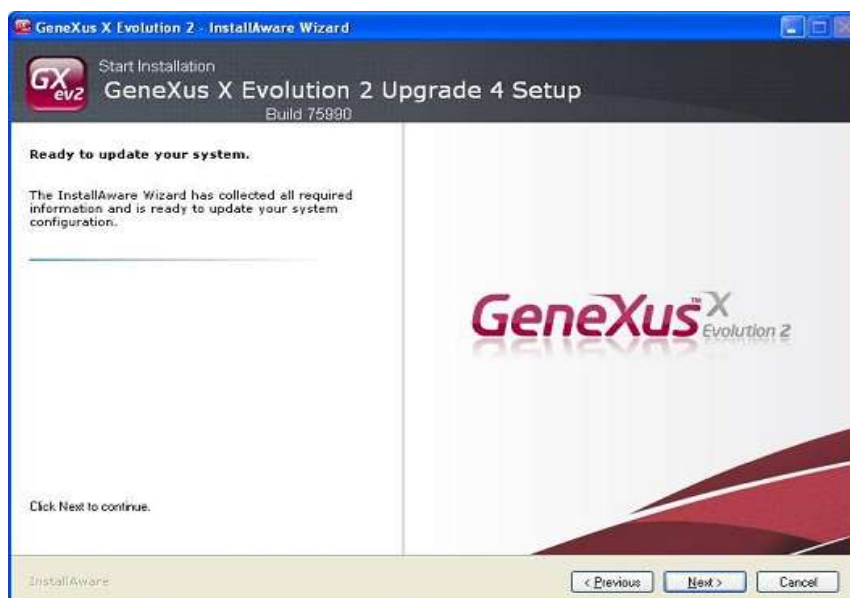 GeneXus X Evolution 2 - InstallAware Wizard
GX
ev2
Start Installation
GeneXus X Evolution 2 Upgrade 4 Setup
Build 75990
Ready to update your system.
The InstallAware Wizard has collected all required
information and is ready to update your system
configuration.
GeneXus™ X
Evolution 2
Click Next to continue.
InstallAware
< Previous
Next >
Cancel